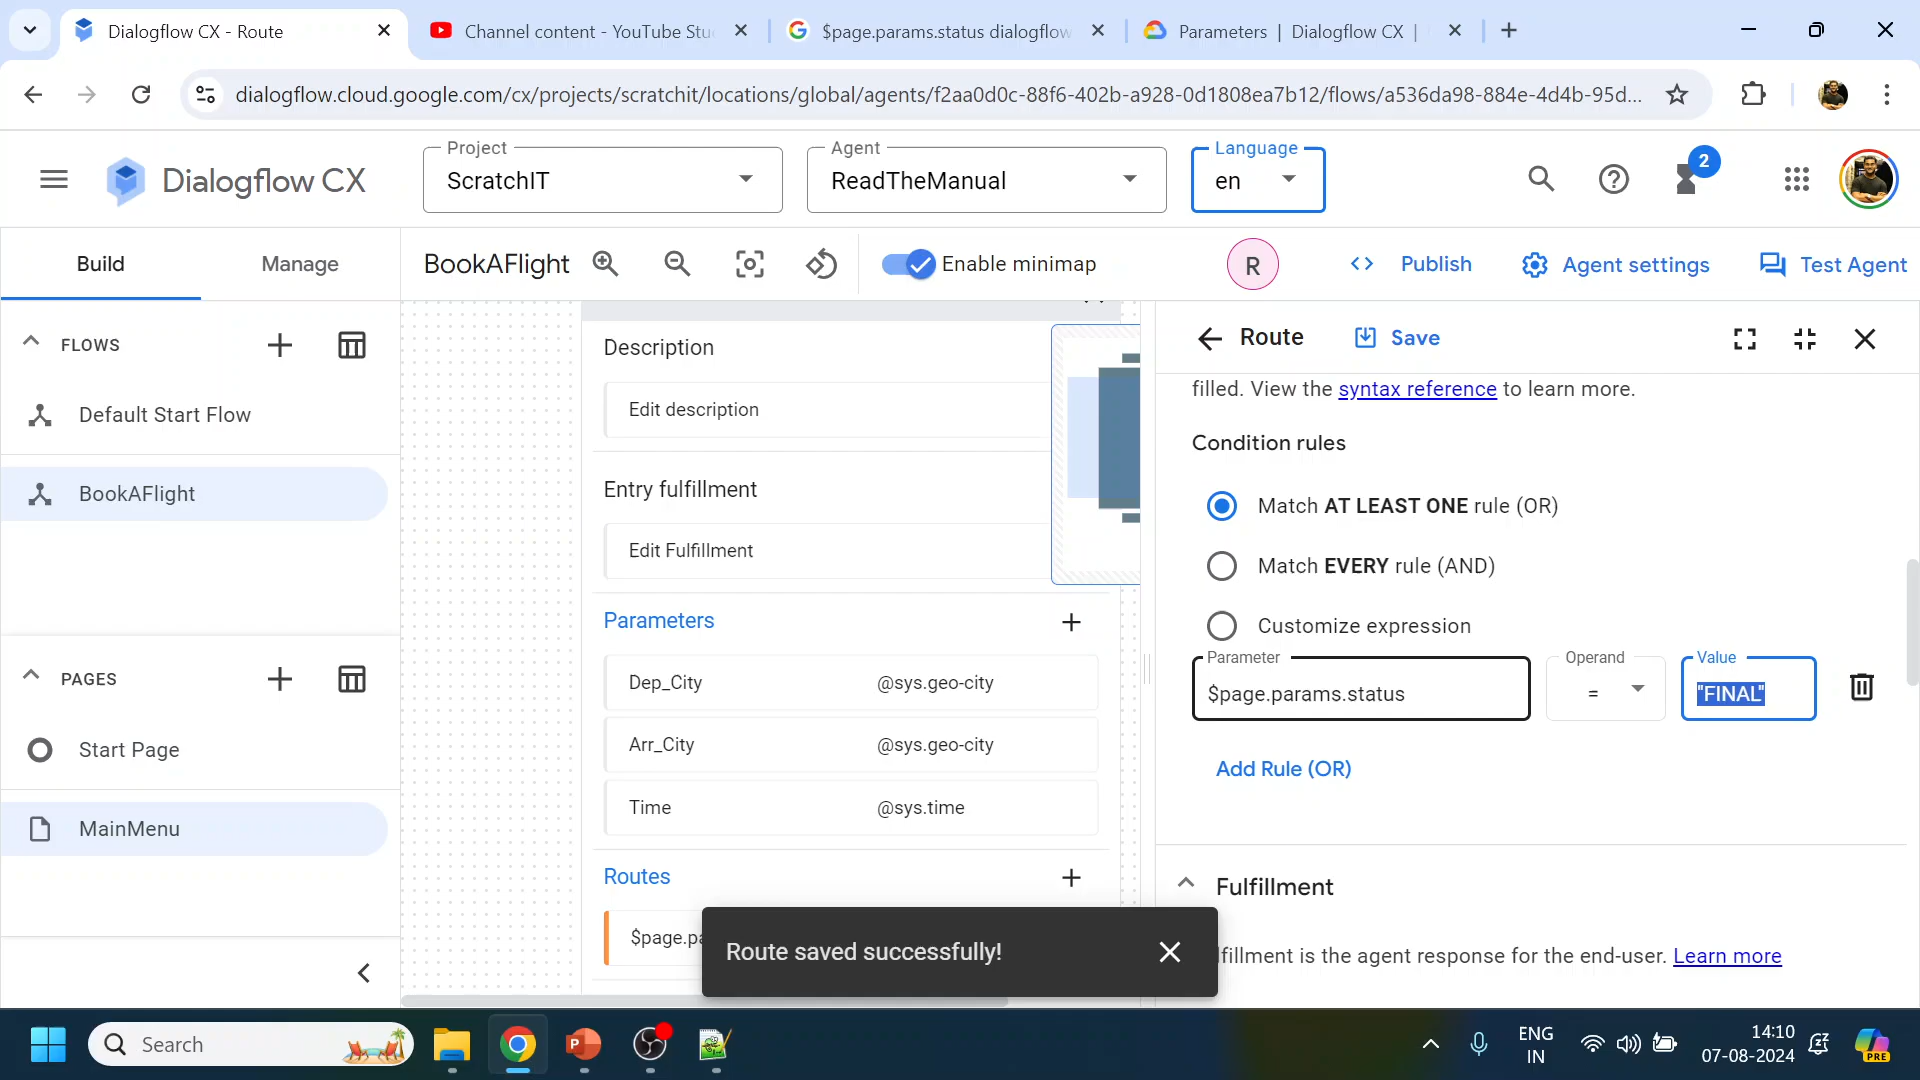 Dialogflow CX - Route
Channel content - YouTube Stu
$page.params.status dialogflow
Parameters | Dialogflow CX |
dialogflow.cloud.google.com/cx/projects/scratchit/locations/global/agents/f2aa0d0c-88f6-402b-a928-0d1808ea7b12/flows/a536da98-884e-4d4b-95d...
Dialogflow CX
Project
ScratchIT
Agent
ReadTheManual
Language
en
2
Build
Manage
BookAFlight
Enable minimap
R
Publish
Agent settings
Test Agent
FLOWS
Default Start Flow
BookAFlight
PAGES
Start Page
MainMenu
Description
Edit description
Entry fulfillment
Edit Fulfillment
Parameters
Dep_City @sys.geo-city
Arr_City @sys.geo-city
Time @sys.time
Routes
$page.pa
Route saved successfully!
Route
Save
filled. View the syntax reference to learn more.
Condition rules
Match AT LEAST ONE rule (OR)
Match EVERY rule (AND)
Customize expression
Parameter
$page.params.status
Operand
=
Value
"FINAL"
Add Rule (OR)
Fulfillment
fillment is the agent response for the end-user. Learn more
Search
ENG
IN
14:10
07-08-2024
PRE